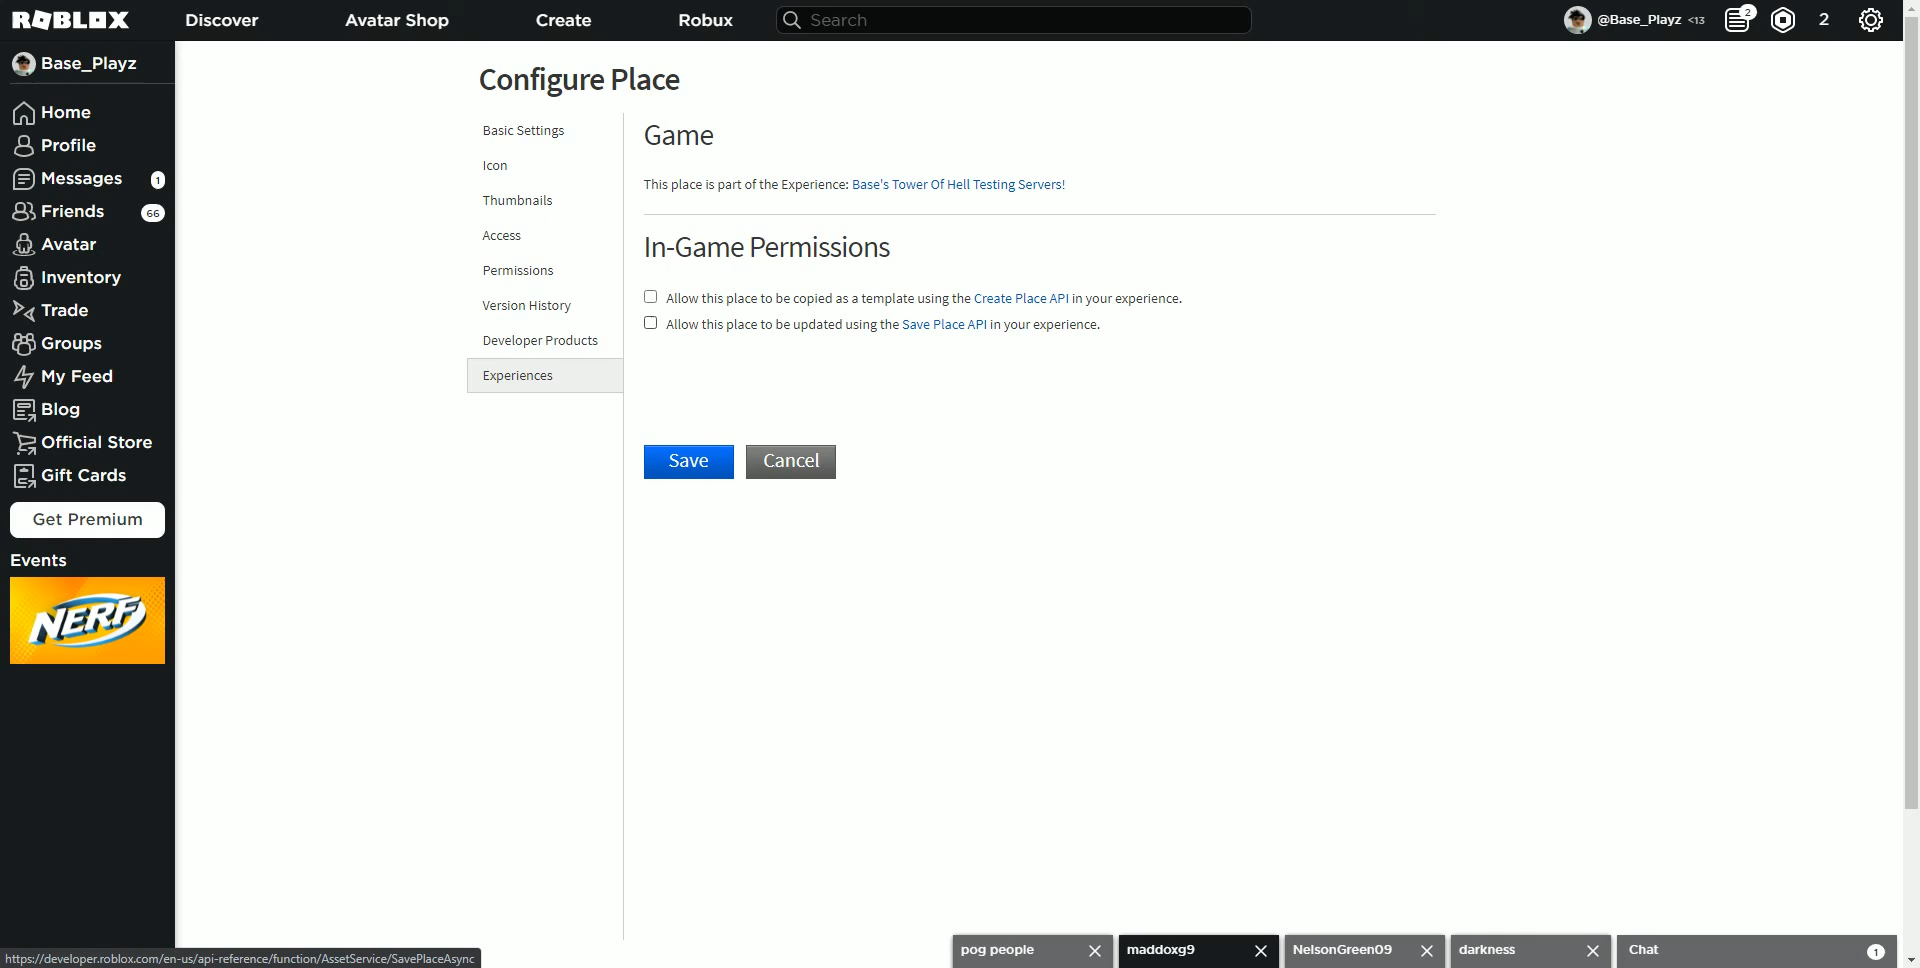 ROBLOX
Discover
Avatar Shop
Create
Robux
Search
@Base_Playz <13
2
2
Base_Playz
Home
Profile
Messages 1
Friends 66
Avatar
Inventory
Trade
Groups
My Feed
Blog
Official Store
Gift Cards
Get Premium
Events
NERF
Configure Place
Basic Settings
Icon
Thumbnails
Access
Permissions
Version History
Developer Products
Experiences
Game
This place is part of the Experience: Base's Tower Of Hell Testing Servers!
In-Game Permissions
Allow this place to be copied as a template using the Create Place API in your experience.
Allow this place to be updated using the Save Place API in your experience.
Save
Cancel
pog people
maddoxg9
NelsonGreen09
darkness
Chat 1
https://developer.roblox.com/en-us/api-reference/function/AssetService/SavePlaceAsync